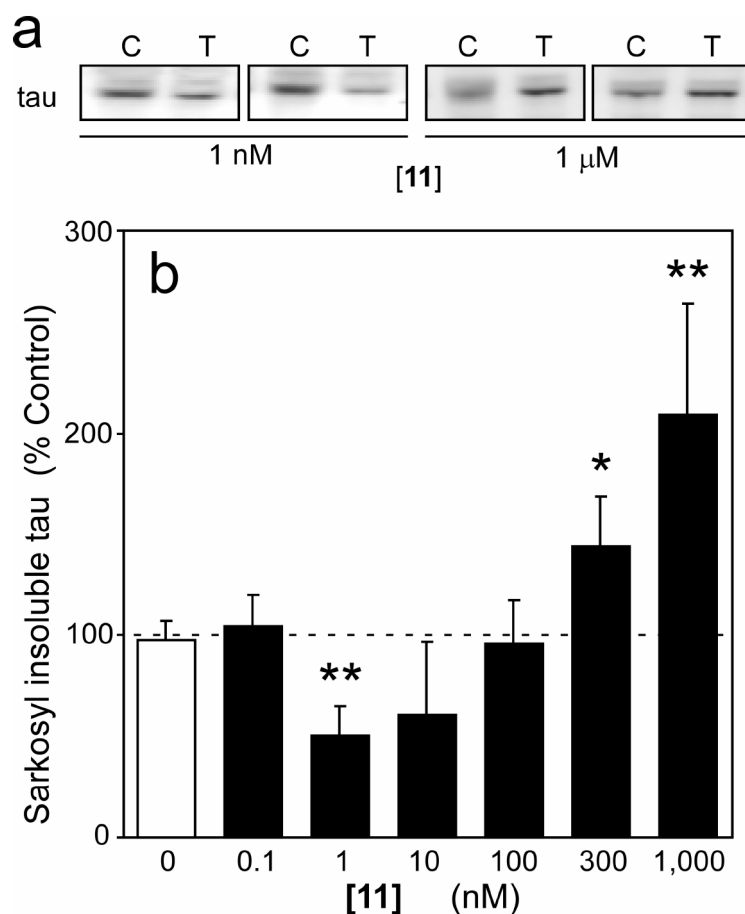 a
C T C T C T C T
tau
1 nM 1 μM
[11]
b
Sarkosyl insoluble tau (% Control)
300
200
100
0
** * **
0 0.1 1 10 100 300 1,000
[11] (nM)